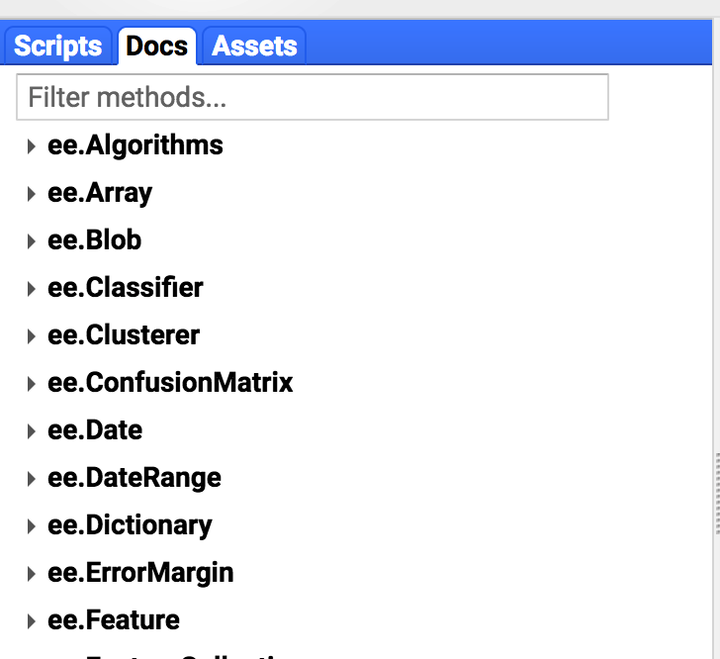 Scripts Docs Assets
Filter methods...
ee.Algorithms
ee.Array
ee.Blob
ee.Classifier
ee.Clusterer
ee.ConfusionMatrix
ee.Date
ee.DateRange
ee.Dictionary
ee.ErrorMargin
ee.Feature